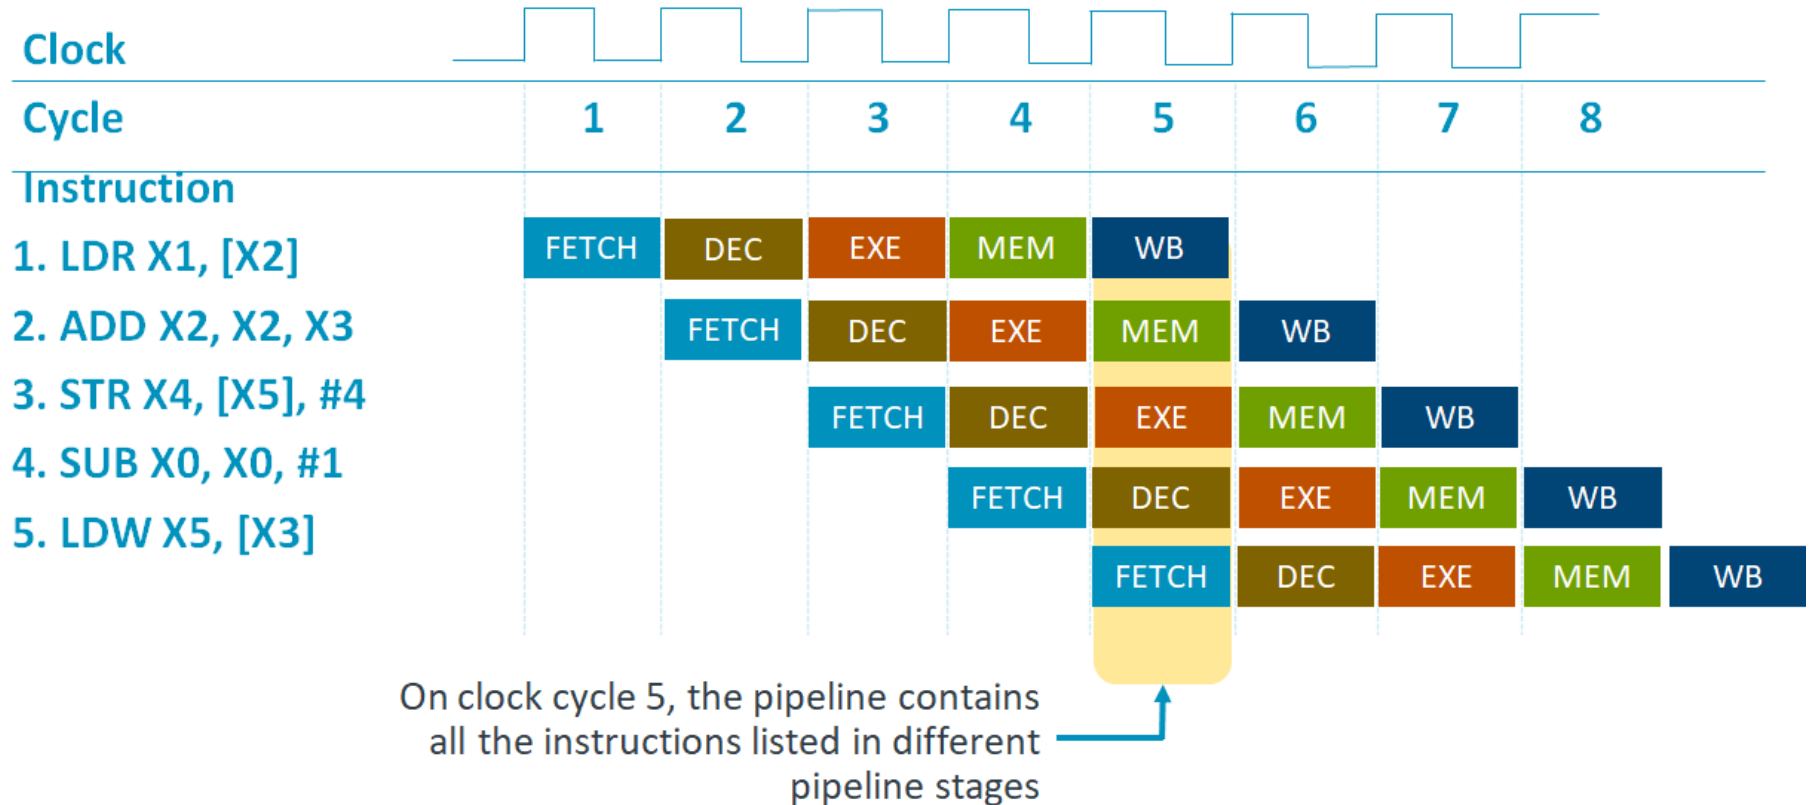 Clock
Cycle 1 2 3 4 5 6 7 8
Instruction
1. LDR X1, [X2] FETCH DEC EXE MEM WB
2. ADD X2, X2, X3 FETCH DEC EXE MEM WB
3. STR X4, [X5], #4 FETCH DEC EXE MEM WB
4. SUB X0, X0, #1 FETCH DEC EXE MEM WB
5. LDW X5, [X3] FETCH DEC EXE MEM WB
On clock cycle 5, the pipeline contains
all the instructions listed in different
pipeline stages